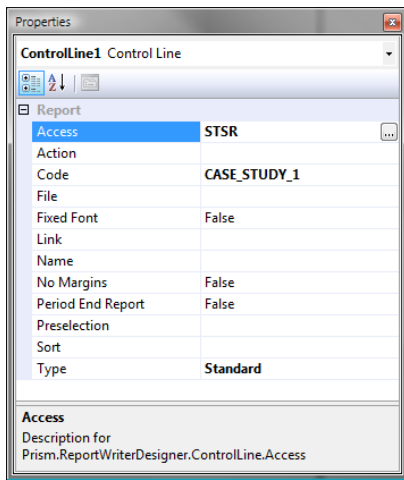 Properties
ControlLine1 Control Line
Report
Access STSR ...
Action
Code CASE_STUDY_1
File
Fixed Font False
Link
Name
No Margins False
Period End Report False
Preselection
Sort
Type Standard
Access
Description for
Prism.ReportWriterDesigner.ControlLine.Access